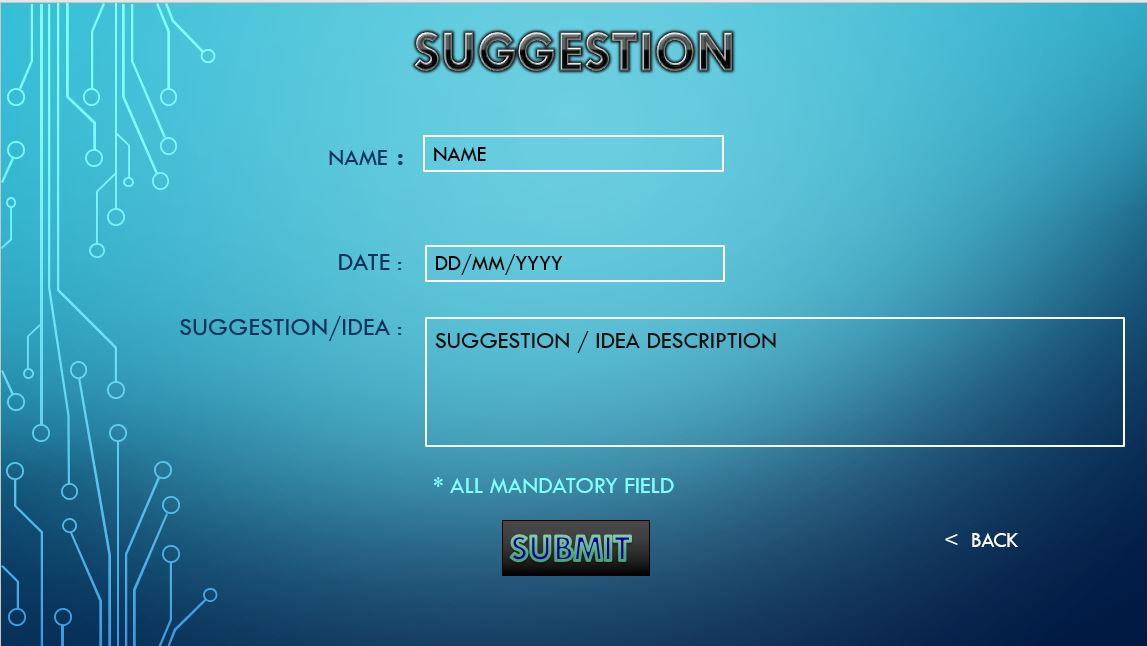 SUGGESTION
NAME : NAME
DATE : DD/MM/YYYY
SUGGESTION/IDEA : SUGGESTION / IDEA DESCRIPTION
* ALL MANDATORY FIELD
SUBMIT
< BACK